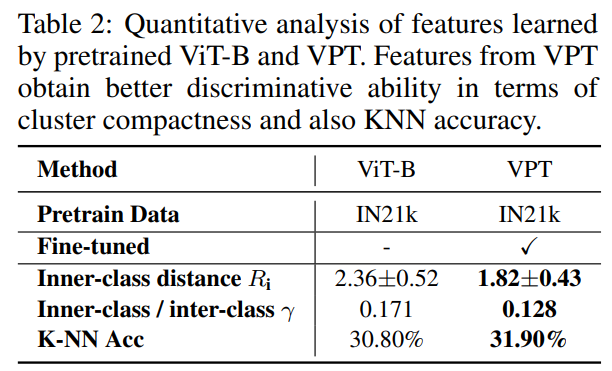 Table 2: Quantitative analysis of features learned
by pretrained ViT-B and VPT. Features from VPT
obtain better discriminative ability in terms of
cluster compactness and also KNN accuracy.
Method ViT-B VPT
Pretrain Data IN21k IN21k
Fine-tuned - ✓
Inner-class distance Ri 2.36±0.52 1.82±0.43
Inner-class / inter-class γ 0.171 0.128
K-NN Acc 30.80% 31.90%